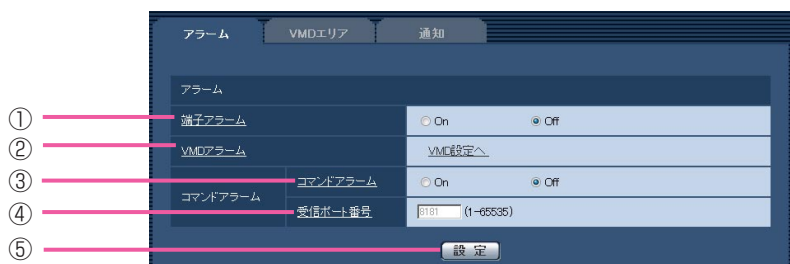 アラーム VMDエリア 通知
アラーム
① 端子アラーム On Off
② VMDアラーム VMD設定へ
③ コマンドアラーム On Off
コマンドアラーム
④ 受信ポート番号 8181 (1-65535)
⑤ 設 定